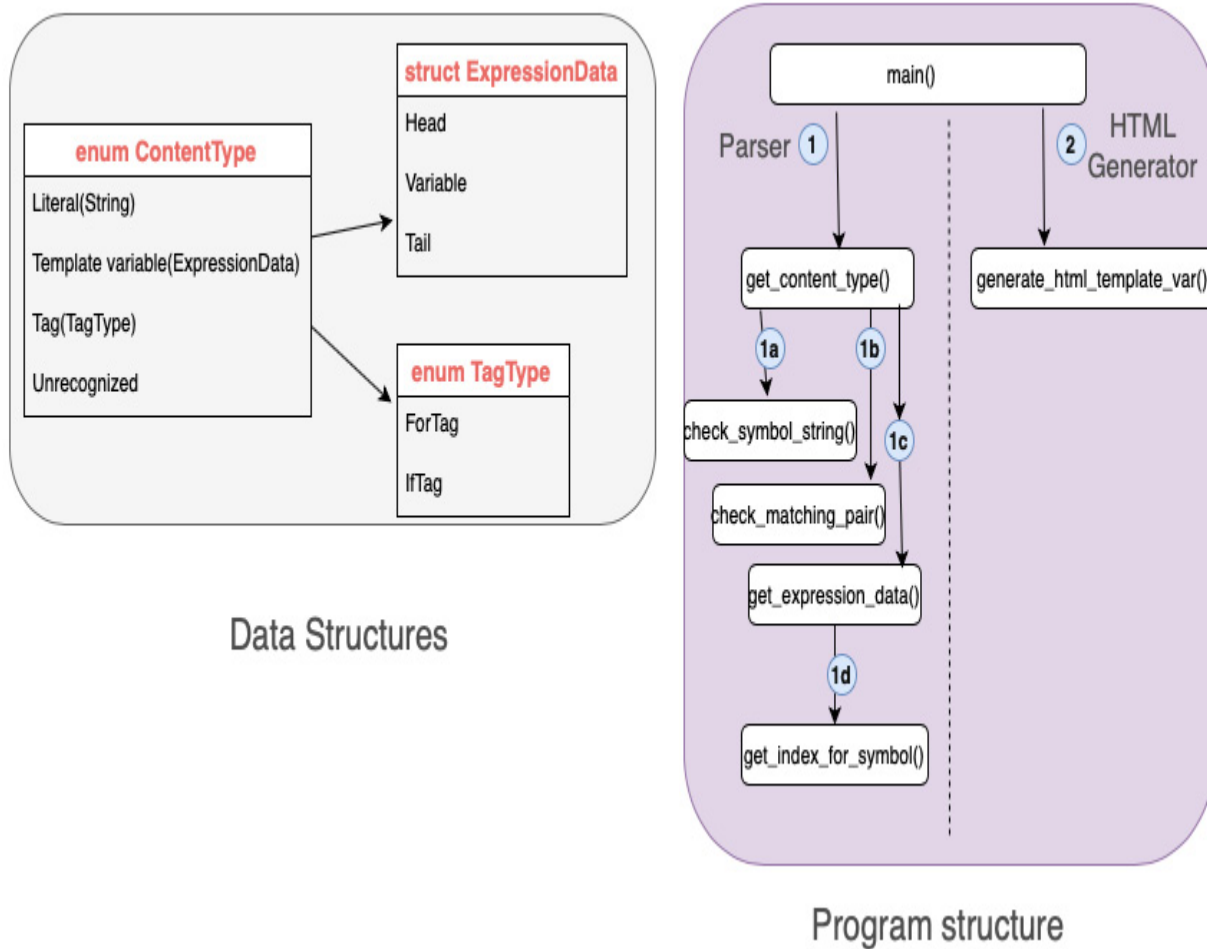 enum ContentType
Literal(String)
Template variable(ExpressionData)
Tag(TagType)
Unrecognized
struct ExpressionData
Head
Variable
Tail
enum TagType
ForTag
IfTag
Data Structures
main()
Parser
1
2
HTML
Generator
get_content_type()
generate_html_template_var()
1a
1b
check_symbol_string()
1c
check_matching_pair()
get_expression_data()
1d
get_index_for_symbol()
Program structure